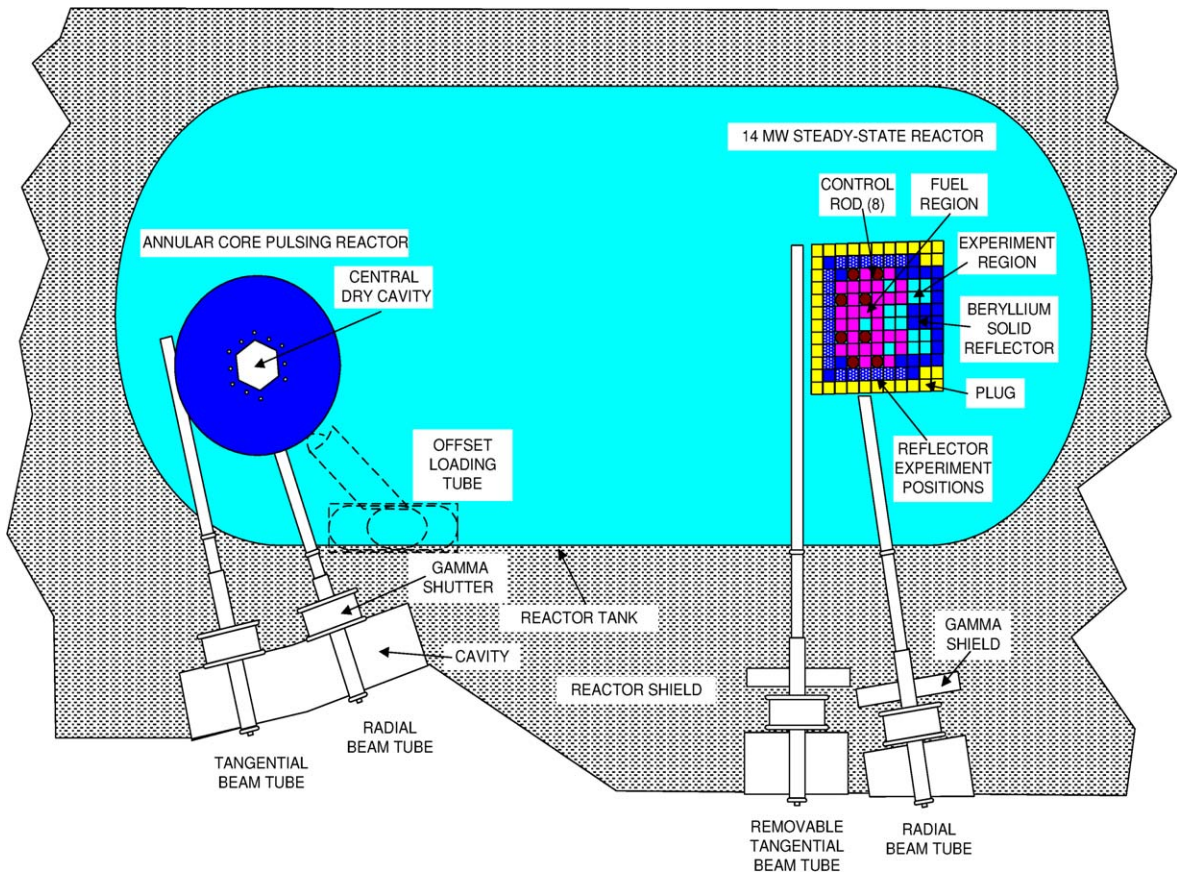 14 MW STEADY-STATE REACTOR
CONTROL
ROD (8)
FUEL
REGION
ANNULAR CORE PULSING REACTOR
EXPERIMENT
REGION
CENTRAL
DRY CAVITY
BERYLLIUM
SOLID
REFLECTOR
PLUG
OFFSET
LOADING
TUBE
REFLECTOR
EXPERIMENT
POSITIONS
GAMMA
SHUTTER
REACTOR TANK
GAMMA
SHIELD
CAVITY
REACTOR SHIELD
RADIAL
BEAM TUBE
TANGENTIAL
BEAM TUBE
REMOVABLE
TANGENTIAL
BEAM TUBE
RADIAL
BEAM TUBE